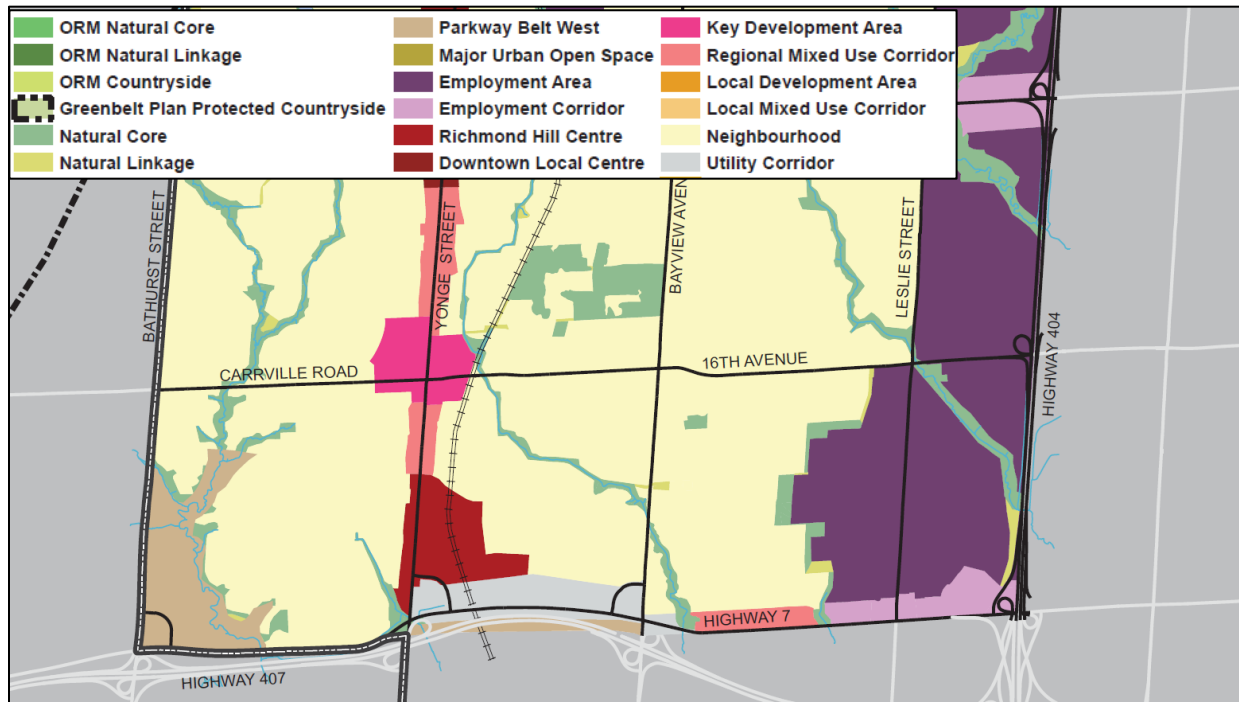 ORM Natural Core
ORM Natural Linkage
ORM Countryside
Greenbelt Plan Protected Countryside
Natural Core
Natural Linkage
Parkway Belt West
Major Urban Open Space
Employment Area
Employment Corridor
Richmond Hill Centre
Downtown Local Centre
Key Development Area
Regional Mixed Use Corridor
Local Development Area
Local Mixed Use Corridor
Neighbourhood
Utility Corridor
BATHURST STREET
YONGE STREET
BAYVIEW AVEN
LESLIE STREET
HIGHWAY 404
CARRVILLE ROAD
16TH AVENUE
HIGHWAY 7
HIGHWAY 407